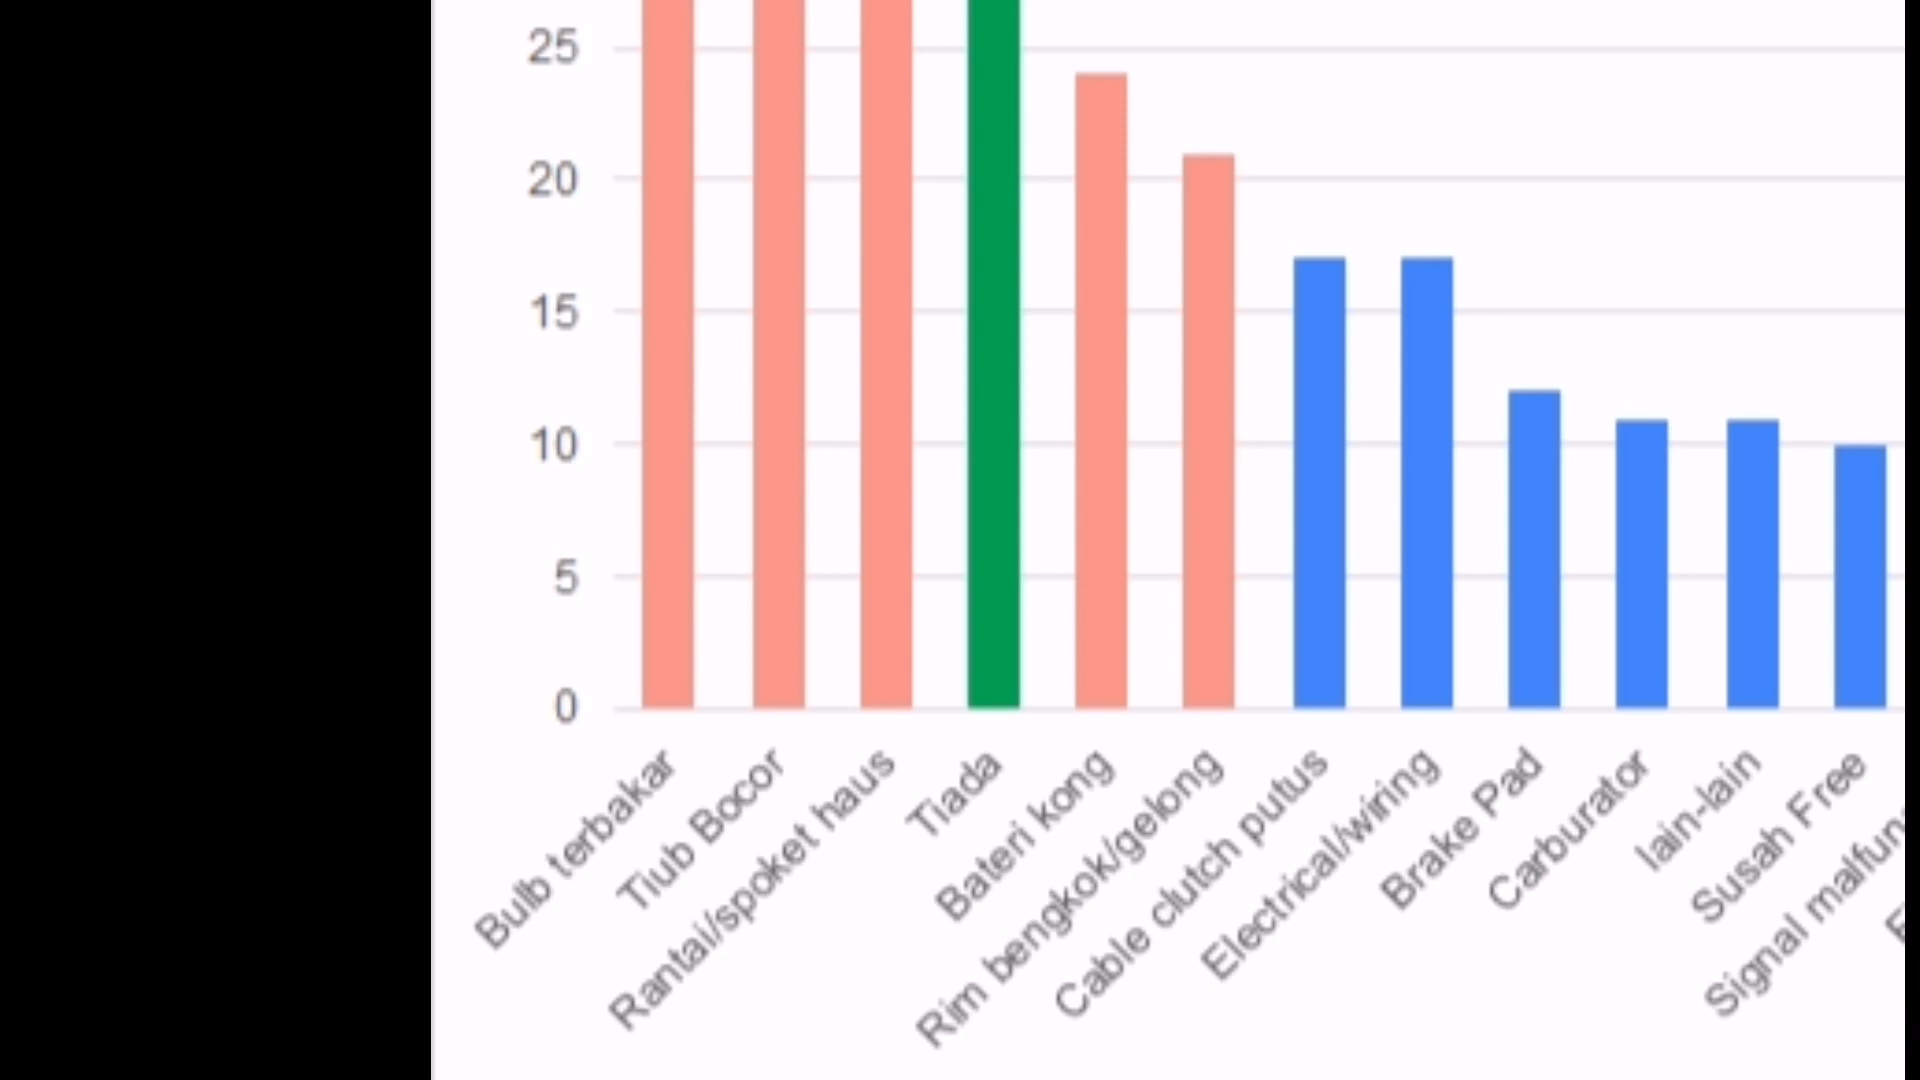 25
20
15
10
5
0
Bulb terbakar
Tiub Bocor
Rantai/spoket haus
Tiada
Bateri kong
Rim bengkok/gelong
Cable clutch putus
Electrical/wiring
Brake Pad
Carburator
lain-lain
Susah Free